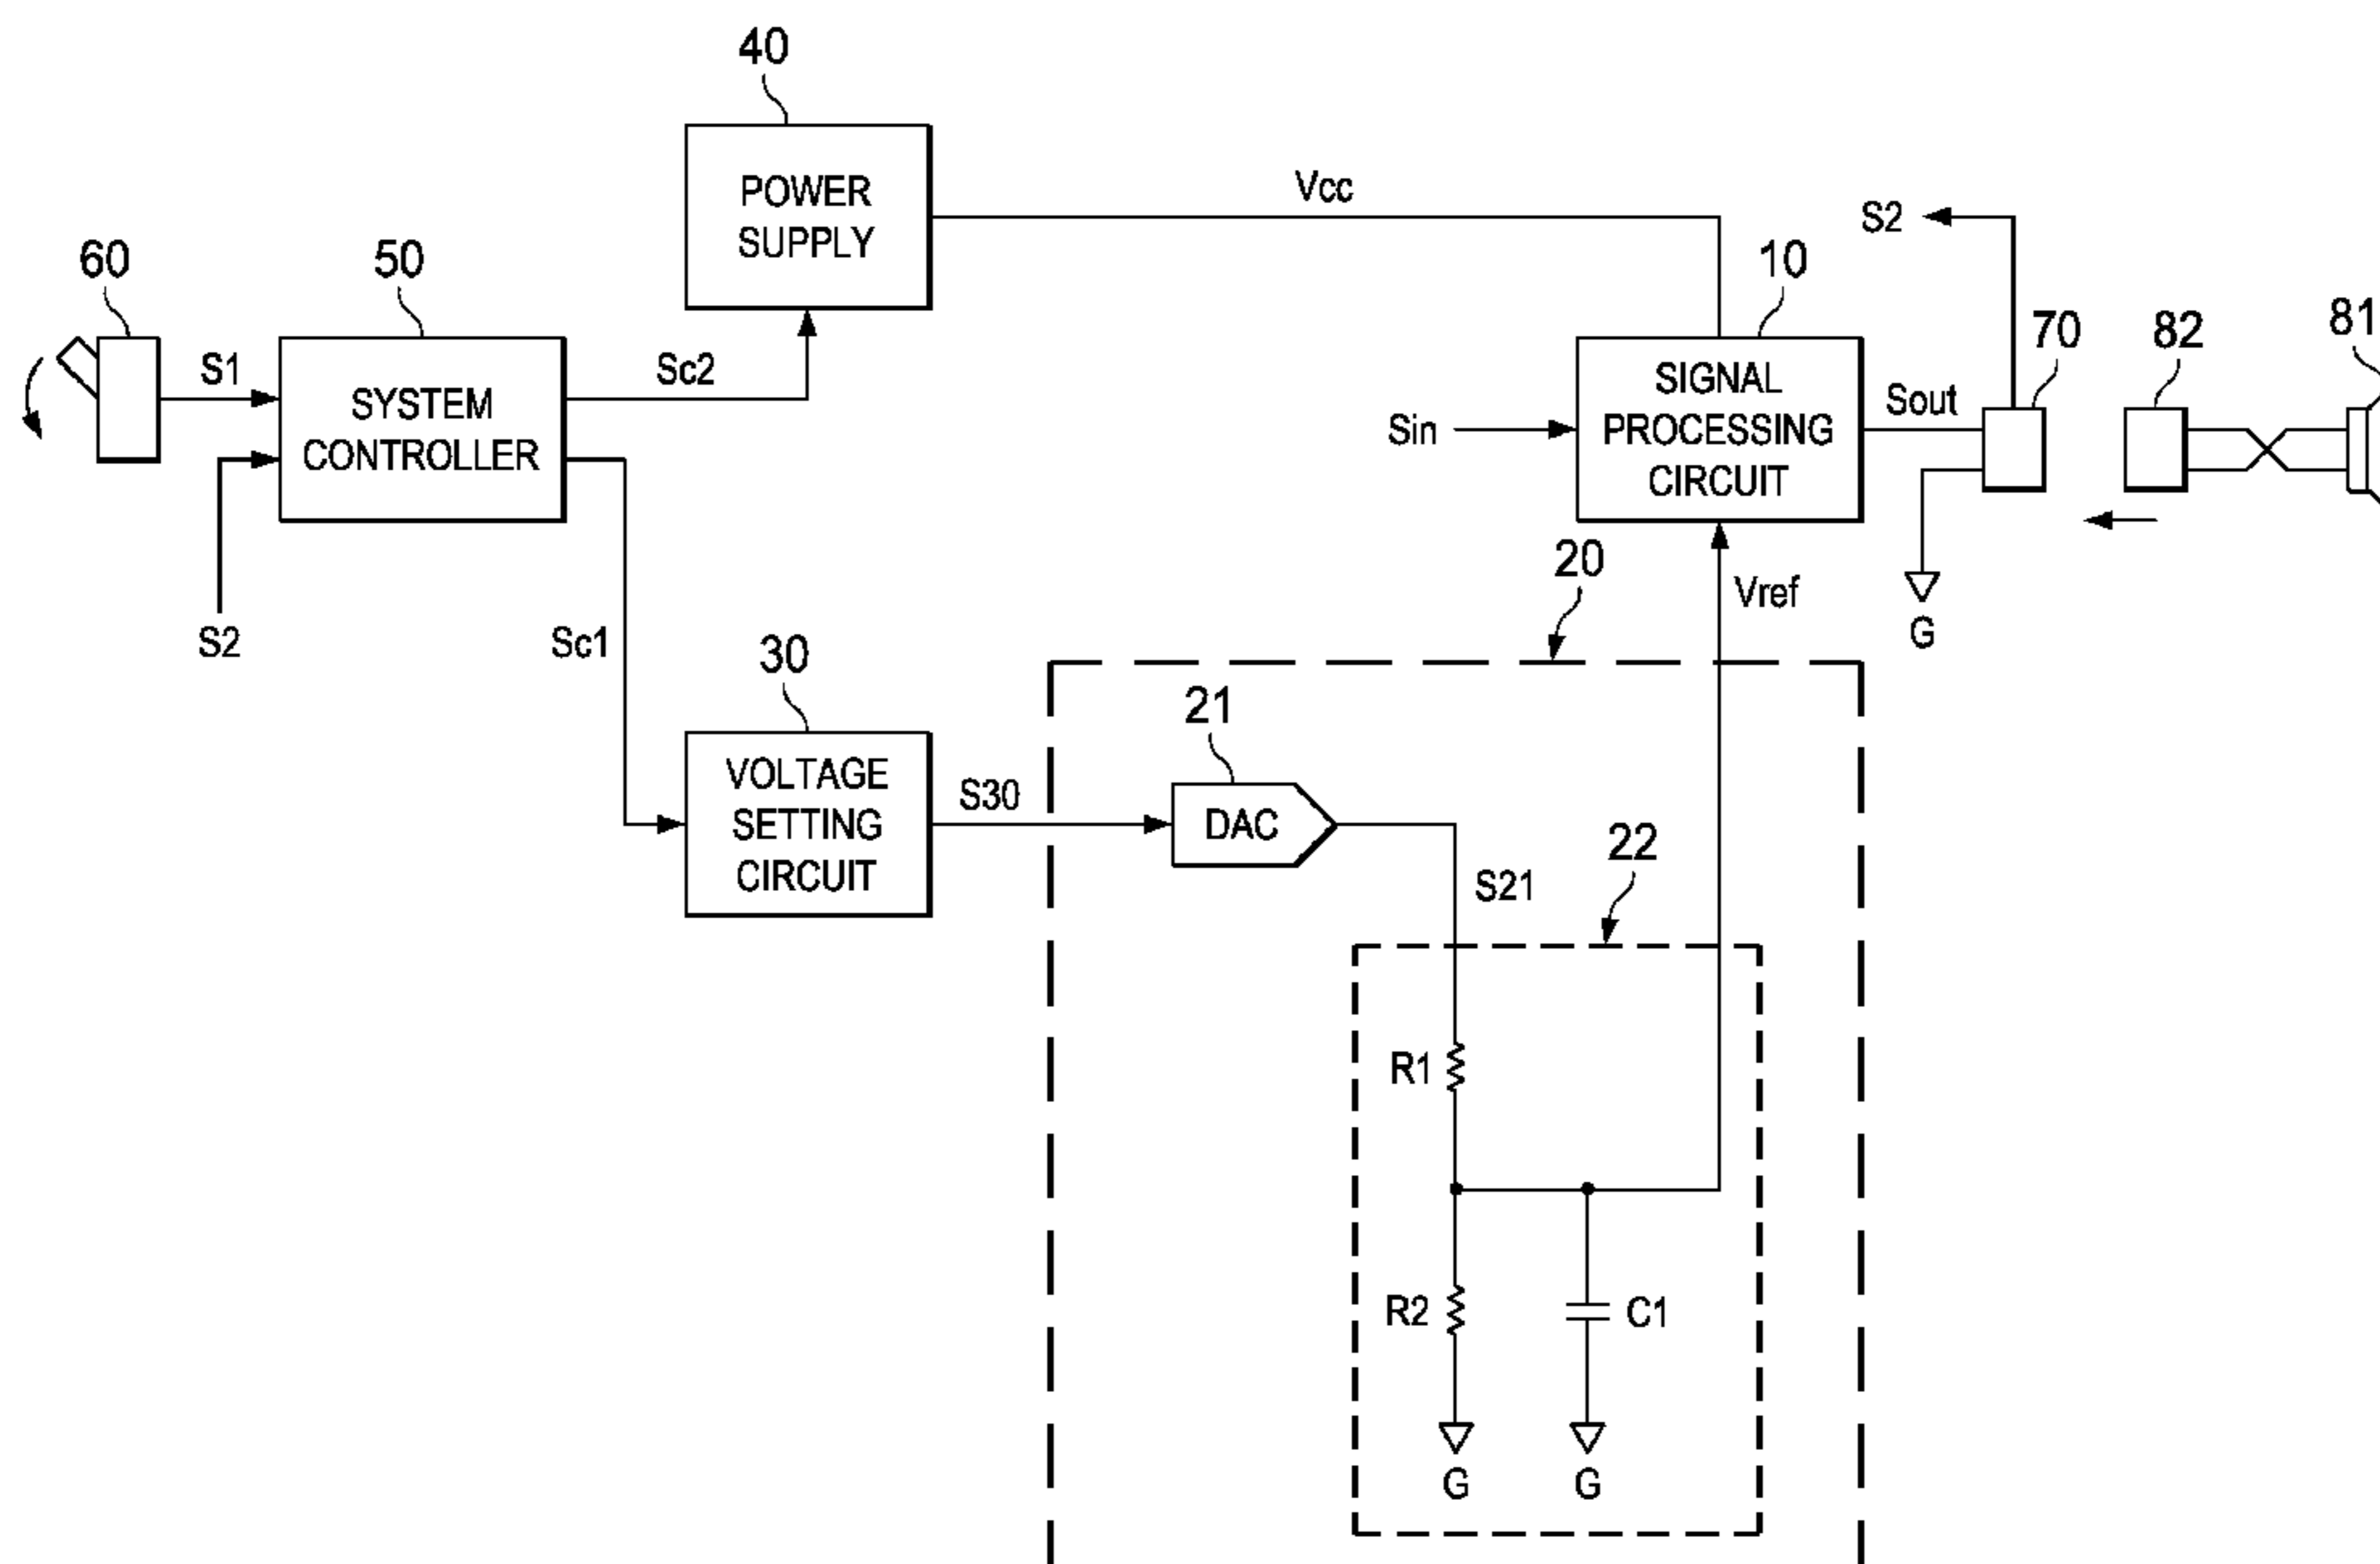 40
POWER
SUPPLY
Vcc
S2
60
50
10
81
70
82
S1
SYSTEM
CONTROLLER
Sc2
SIGNAL
PROCESSING
CIRCUIT
Sin
Sout
S2
Sc1
20
Vref
G
30
VOLTAGE
SETTING
CIRCUIT
S30
21
DAC
22
S21
R1
R2
C1
G
G